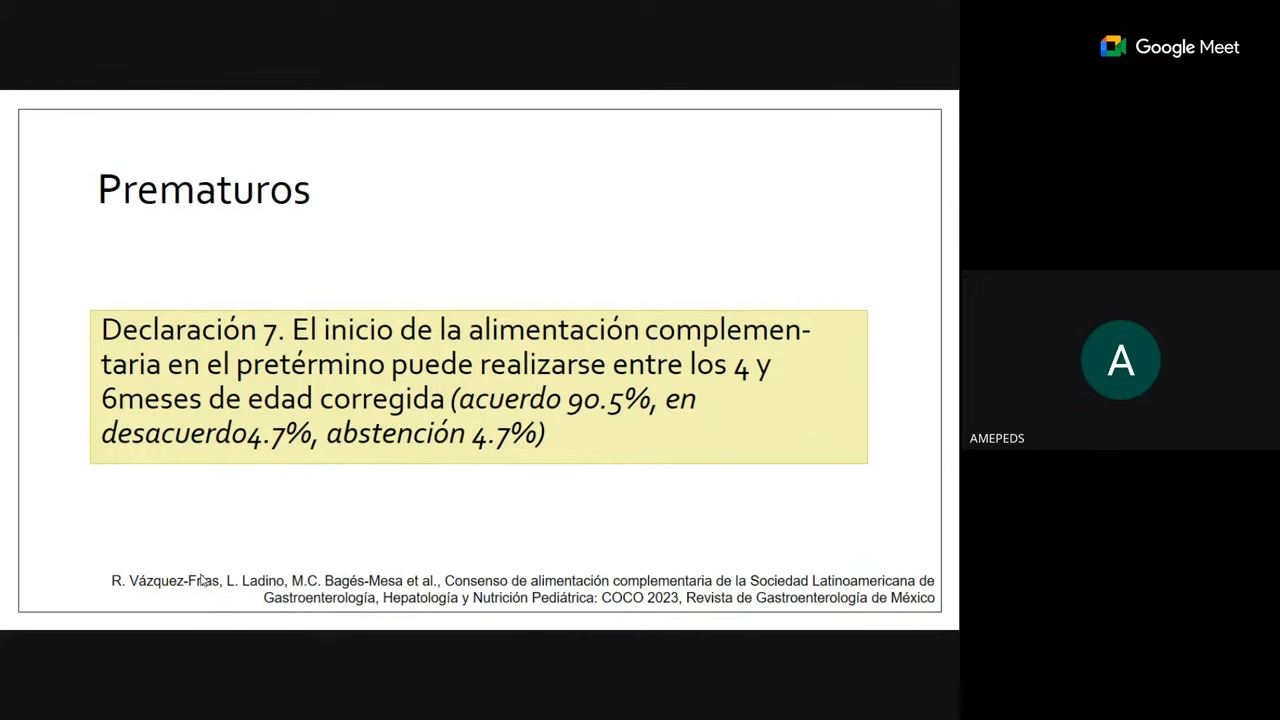 Google Meet
Prematuros
Declaración 7. El inicio de la alimentación complemen-
taria en el pretérmino puede realizarse entre los 4 y
6meses de edad corregida (acuerdo 90.5%, en
desacuerdo4.7%, abstención 4.7%)
R. Vázquez-Frías, L. Ladino, M.C. Bagés-Mesa et al., Consenso de alimentación complementaria de la Sociedad Latinoamericana de
Gastroenterología, Hepatología y Nutrición Pediátrica: COCO 2023, Revista de Gastroenterología de México
A
AMEPEDS